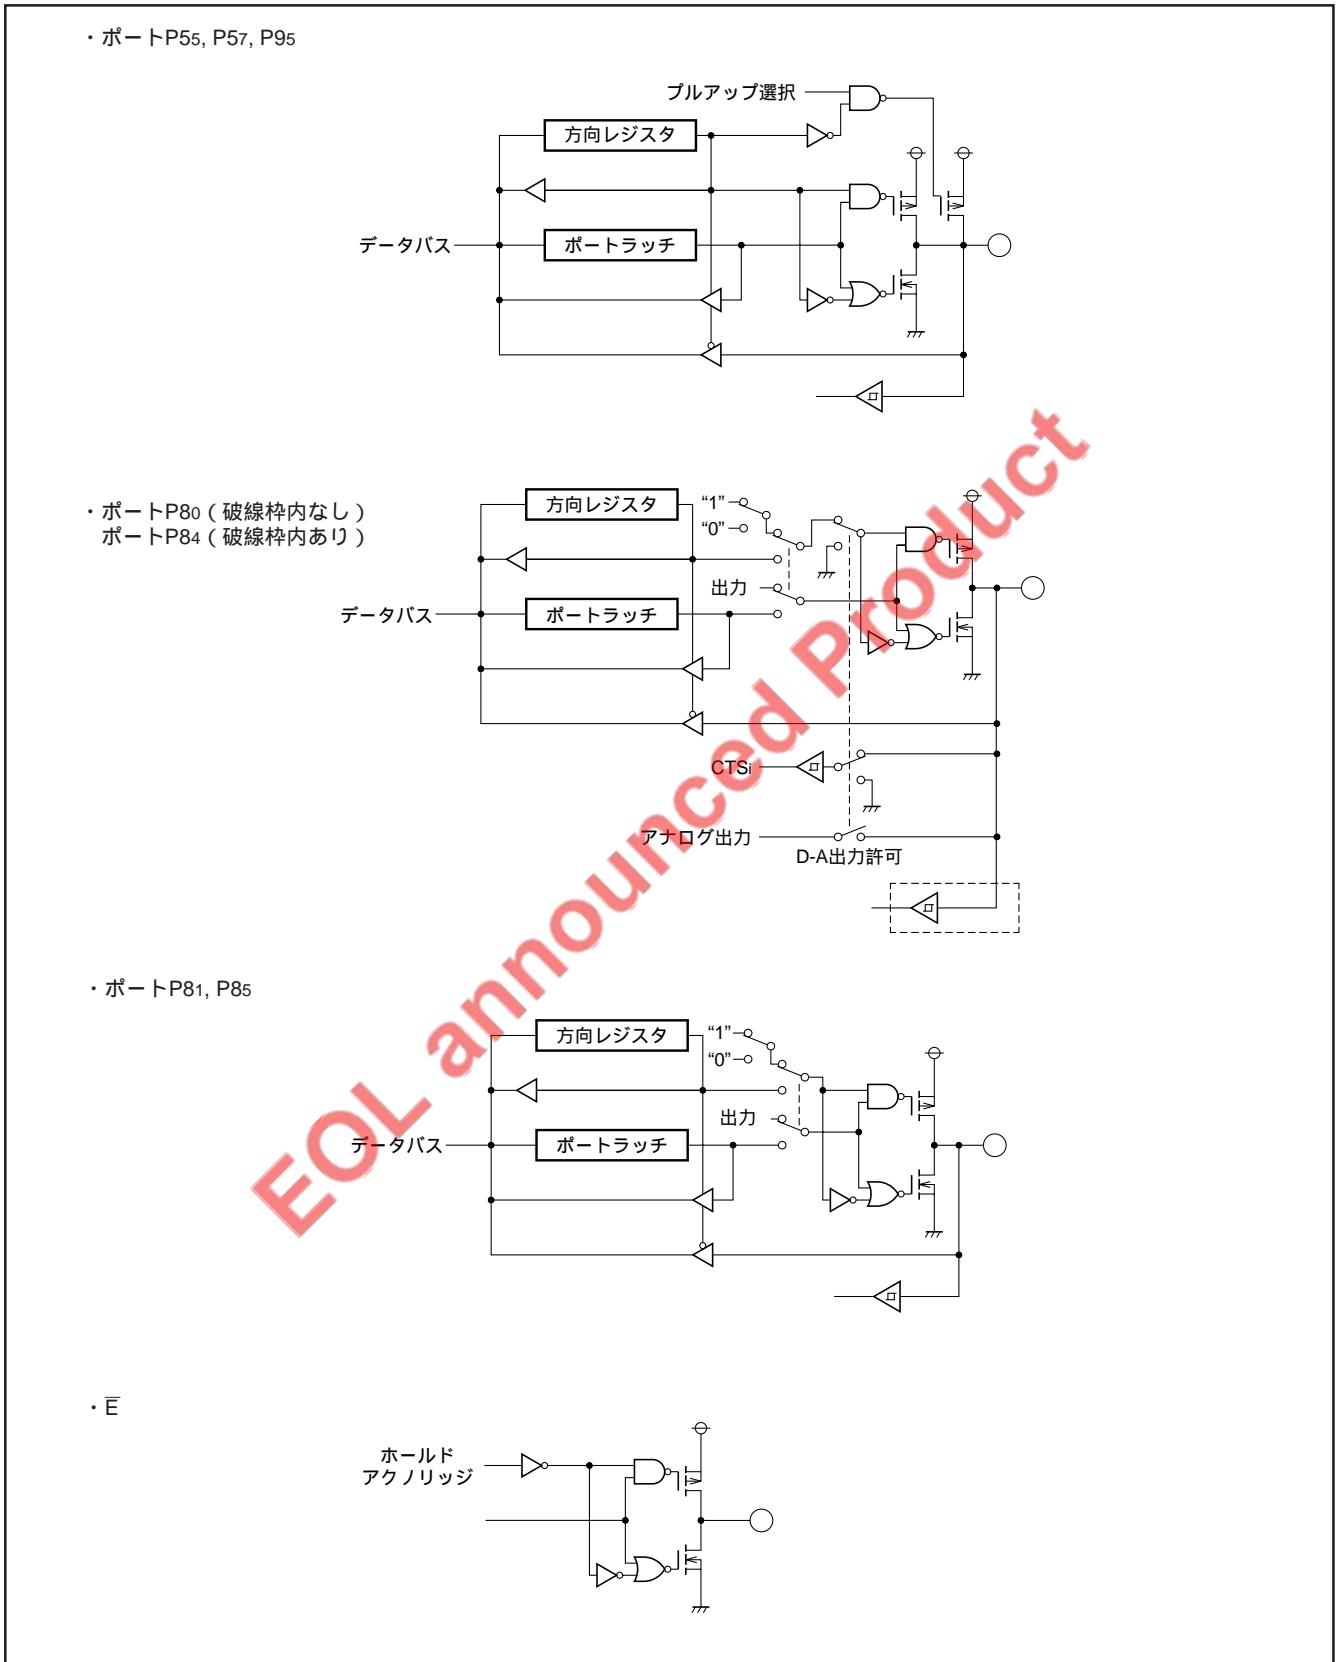 ・ポートP55, P57, P95
プルアップ選択
方向レジスタ
データバス
ポートラッチ
・ポートP80（破線枠内なし）
ポートP84（破線枠内あり）
方向レジスタ
“1”
“0”
出力
データバス
ポートラッチ
CTSi
アナログ出力
D-A出力許可
・ポートP81, P85
方向レジスタ
“1”
“0”
出力
データバス
ポートラッチ
・E̅
ホールド
アクノリッジ
EOL announced Product